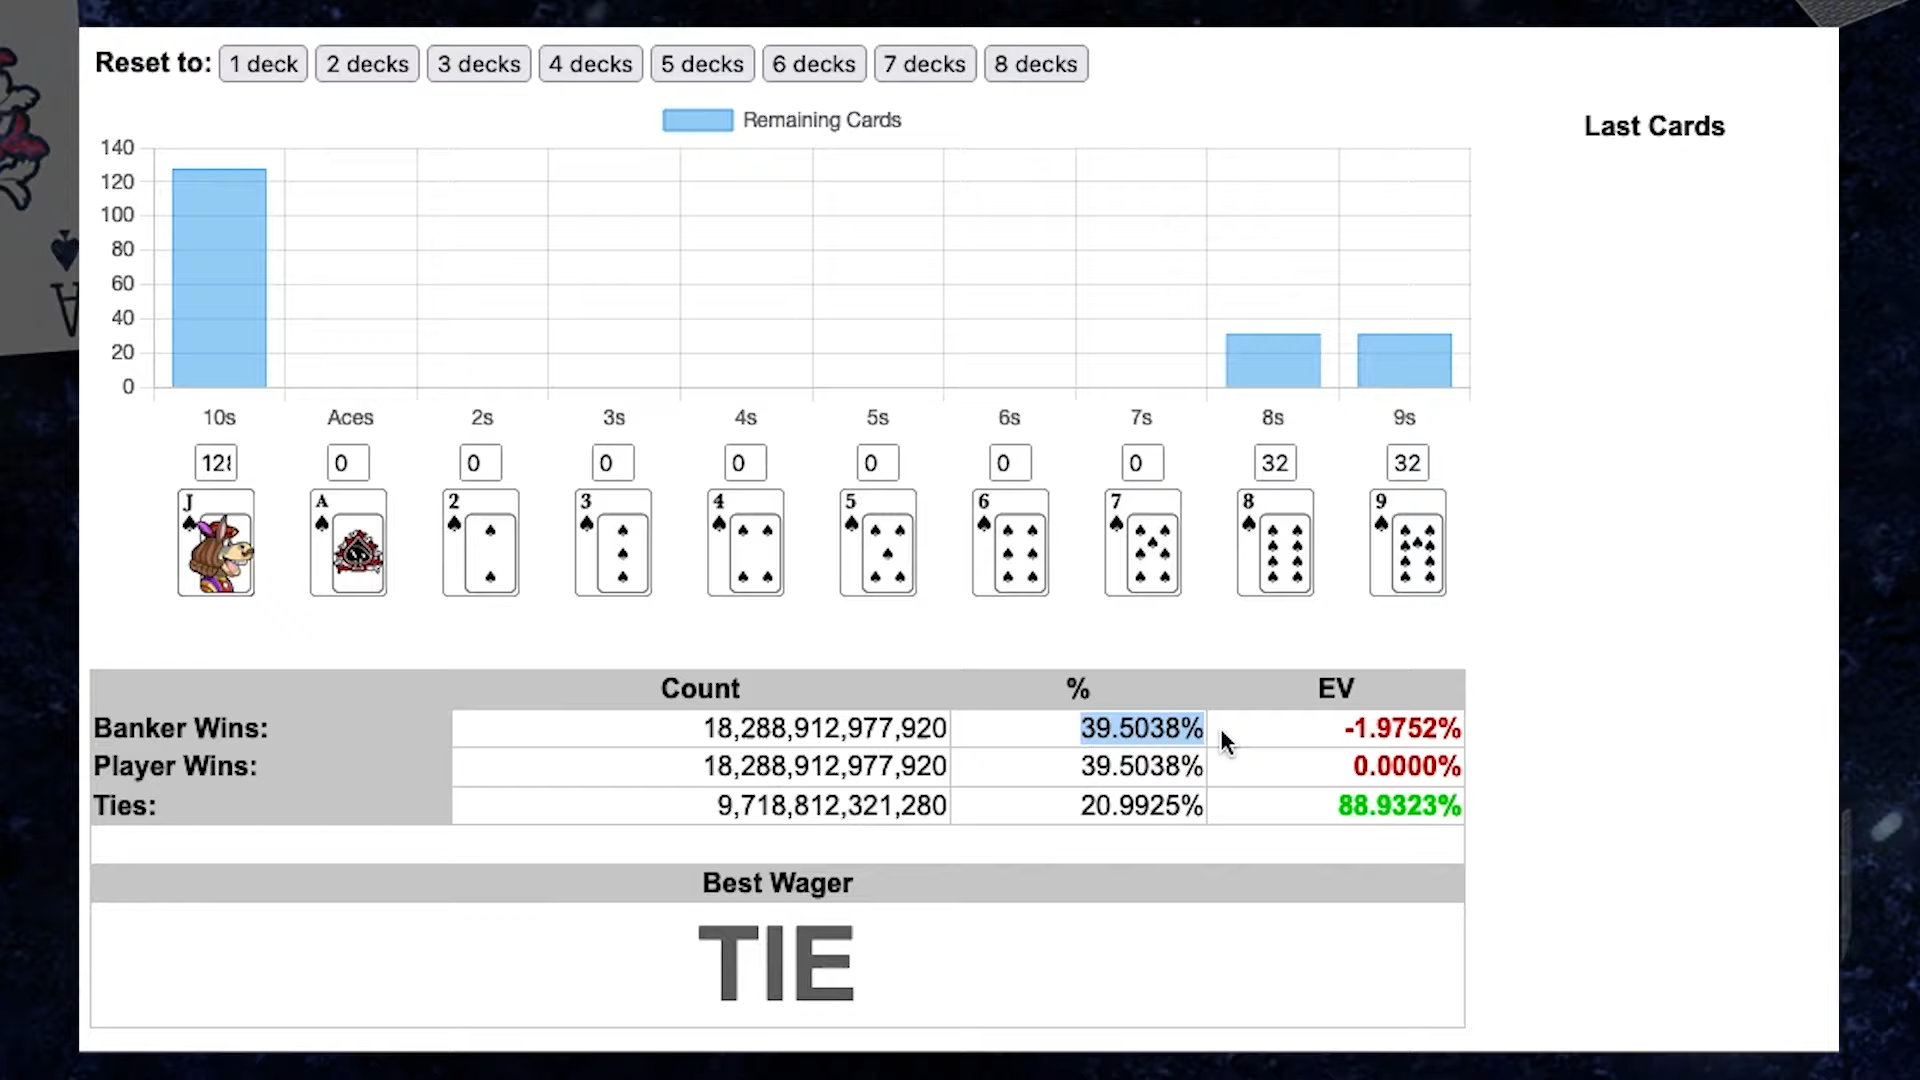 Reset to: 1 deck 2 decks 3 decks 4 decks 5 decks 6 decks 7 decks 8 decks
Remaining Cards
Last Cards
140
120
100
80
60
40
20
0
10s Aces 2s 3s 4s 5s 6s 7s 8s 9s
128 0 0 0 0 0 0 0 32 32
J A 2 3 4 5 6 7 8 9
A
Count % EV
Banker Wins: 18,288,912,977,920 39.5038% -1.9752%
Player Wins: 18,288,912,977,920 39.5038% 0.0000%
Ties: 9,718,812,321,280 20.9925% 88.9323%
Best Wager
TIE